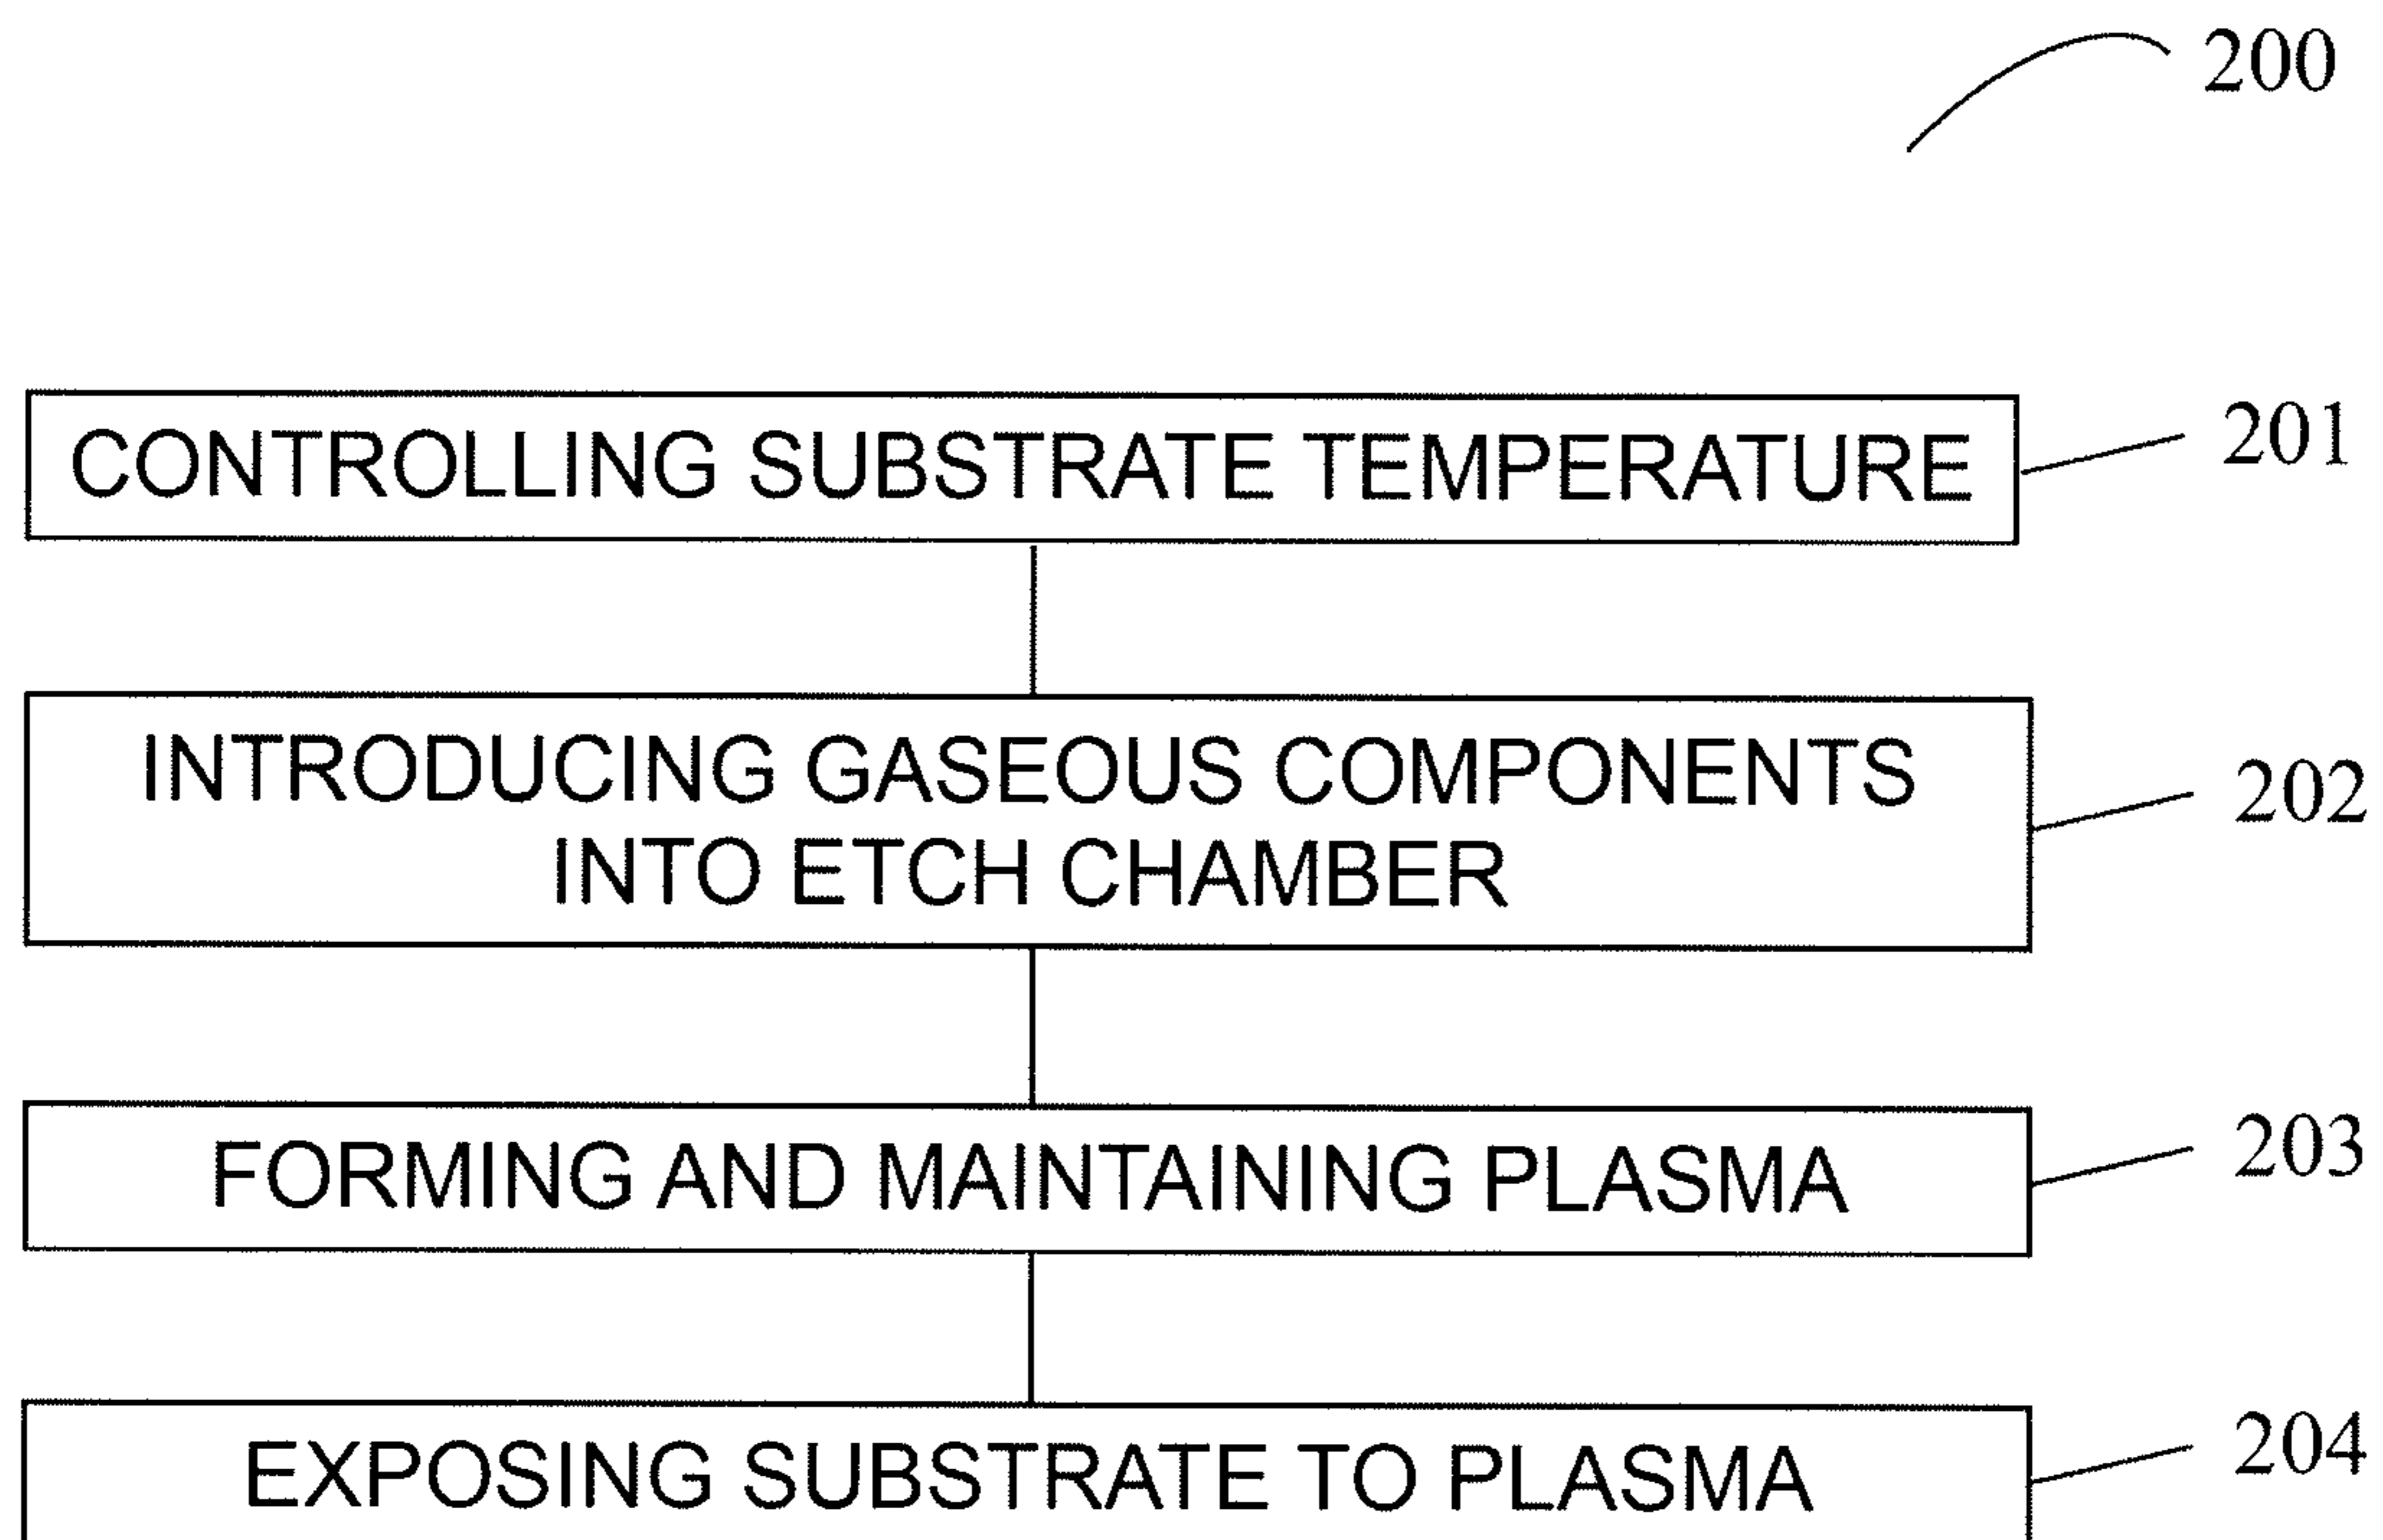 200
CONTROLLING SUBSTRATE TEMPERATURE
201
INTRODUCING GASEOUS COMPONENTS
INTO ETCH CHAMBER
202
FORMING AND MAINTAINING PLASMA
203
EXPOSING SUBSTRATE TO PLASMA
204